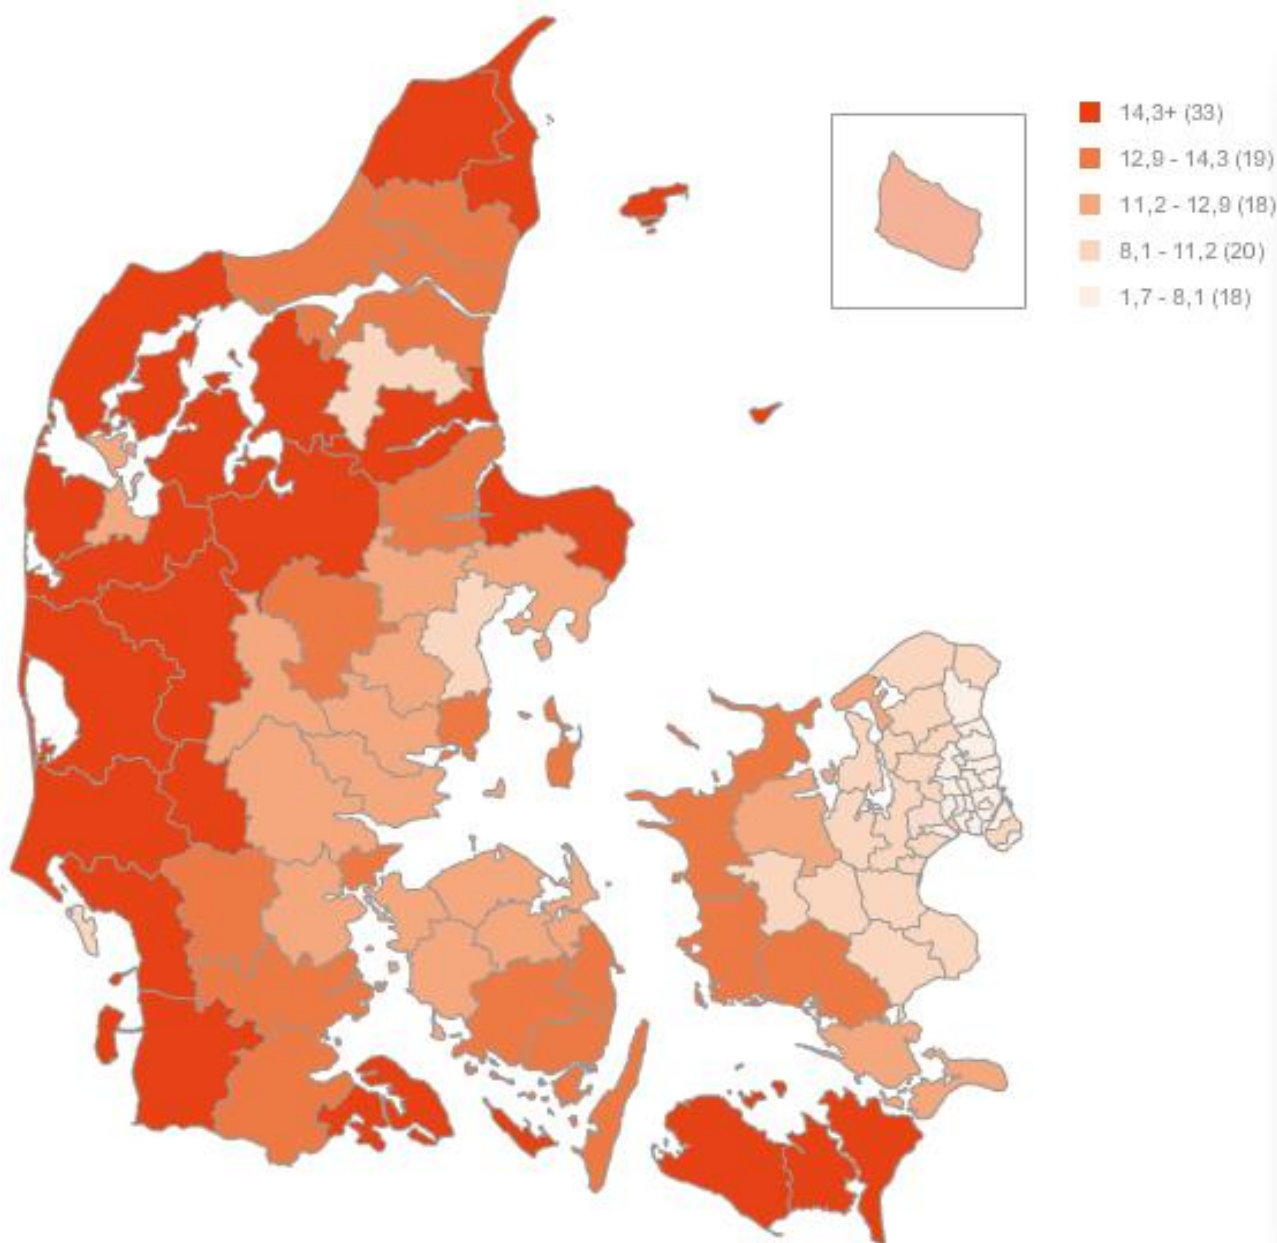 14,3+ (33)
12,9 - 14,3 (19)
11,2 - 12,9 (18)
8,1 - 11,2 (20)
1,7 - 8,1 (18)